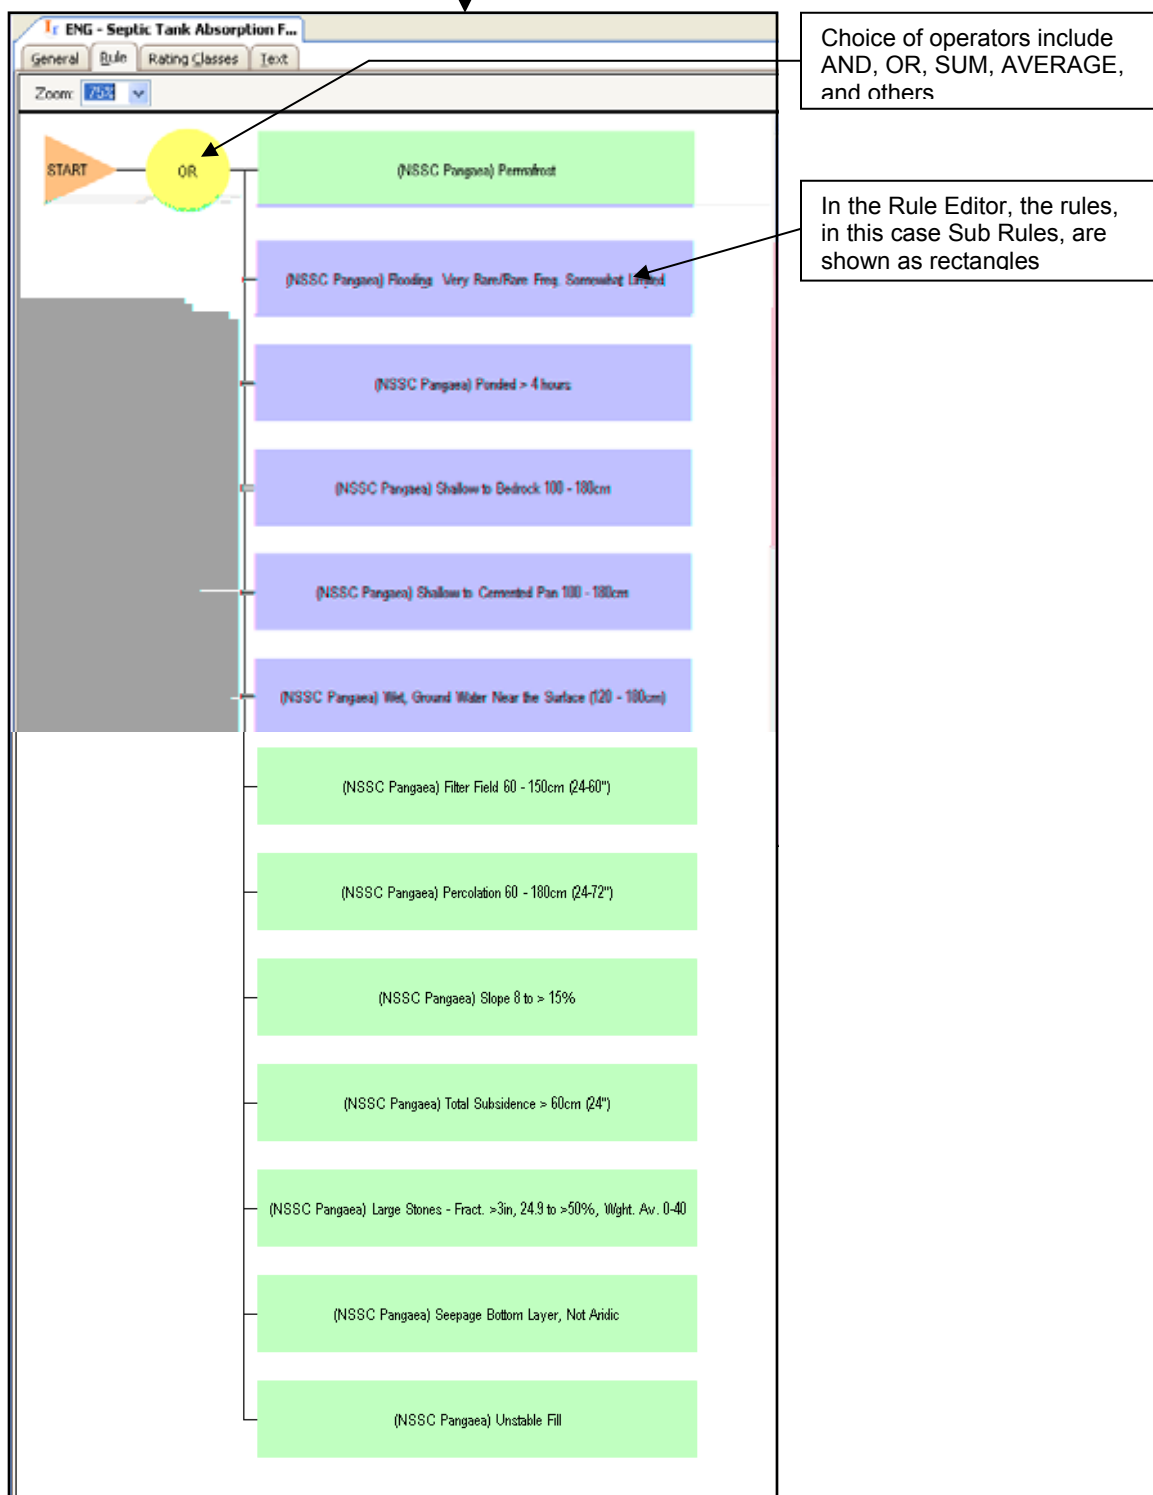 ENG - Septic Tank Absorption F...
General Rule Rating Classes Text
Zoom: 75%
Choice of operators include
AND, OR, SUM, AVERAGE,
and others
START
OR
(NSSC Pangaea) Permafrost
In the Rule Editor, the rules,
in this case Sub Rules, are
shown as rectangles
(NSSC Pangaea) Flooding Very Rare/Rare Freq. Somewhat Limited
(NSSC Pangaea) Ponded > 4 hours
(NSSC Pangaea) Shallow to Bedrock 100 - 180cm
(NSSC Pangaea) Shallow to Cemented Pan 100 - 180cm
(NSSC Pangaea) Wet, Ground Water Near the Surface (120 - 180cm)
(NSSC Pangaea) Filter Field 60 - 150cm (24-60")
(NSSC Pangaea) Percolation 60 - 180cm (24-72")
(NSSC Pangaea) Slope 8 to > 15%
(NSSC Pangaea) Total Subsidence > 60cm (24")
(NSSC Pangaea) Large Stones - Fract. >3in, 24.9 to >50%, Wght. Av. 0-40
(NSSC Pangaea) Seepage Bottom Layer, Not Aridic
(NSSC Pangaea) Unstable Fill